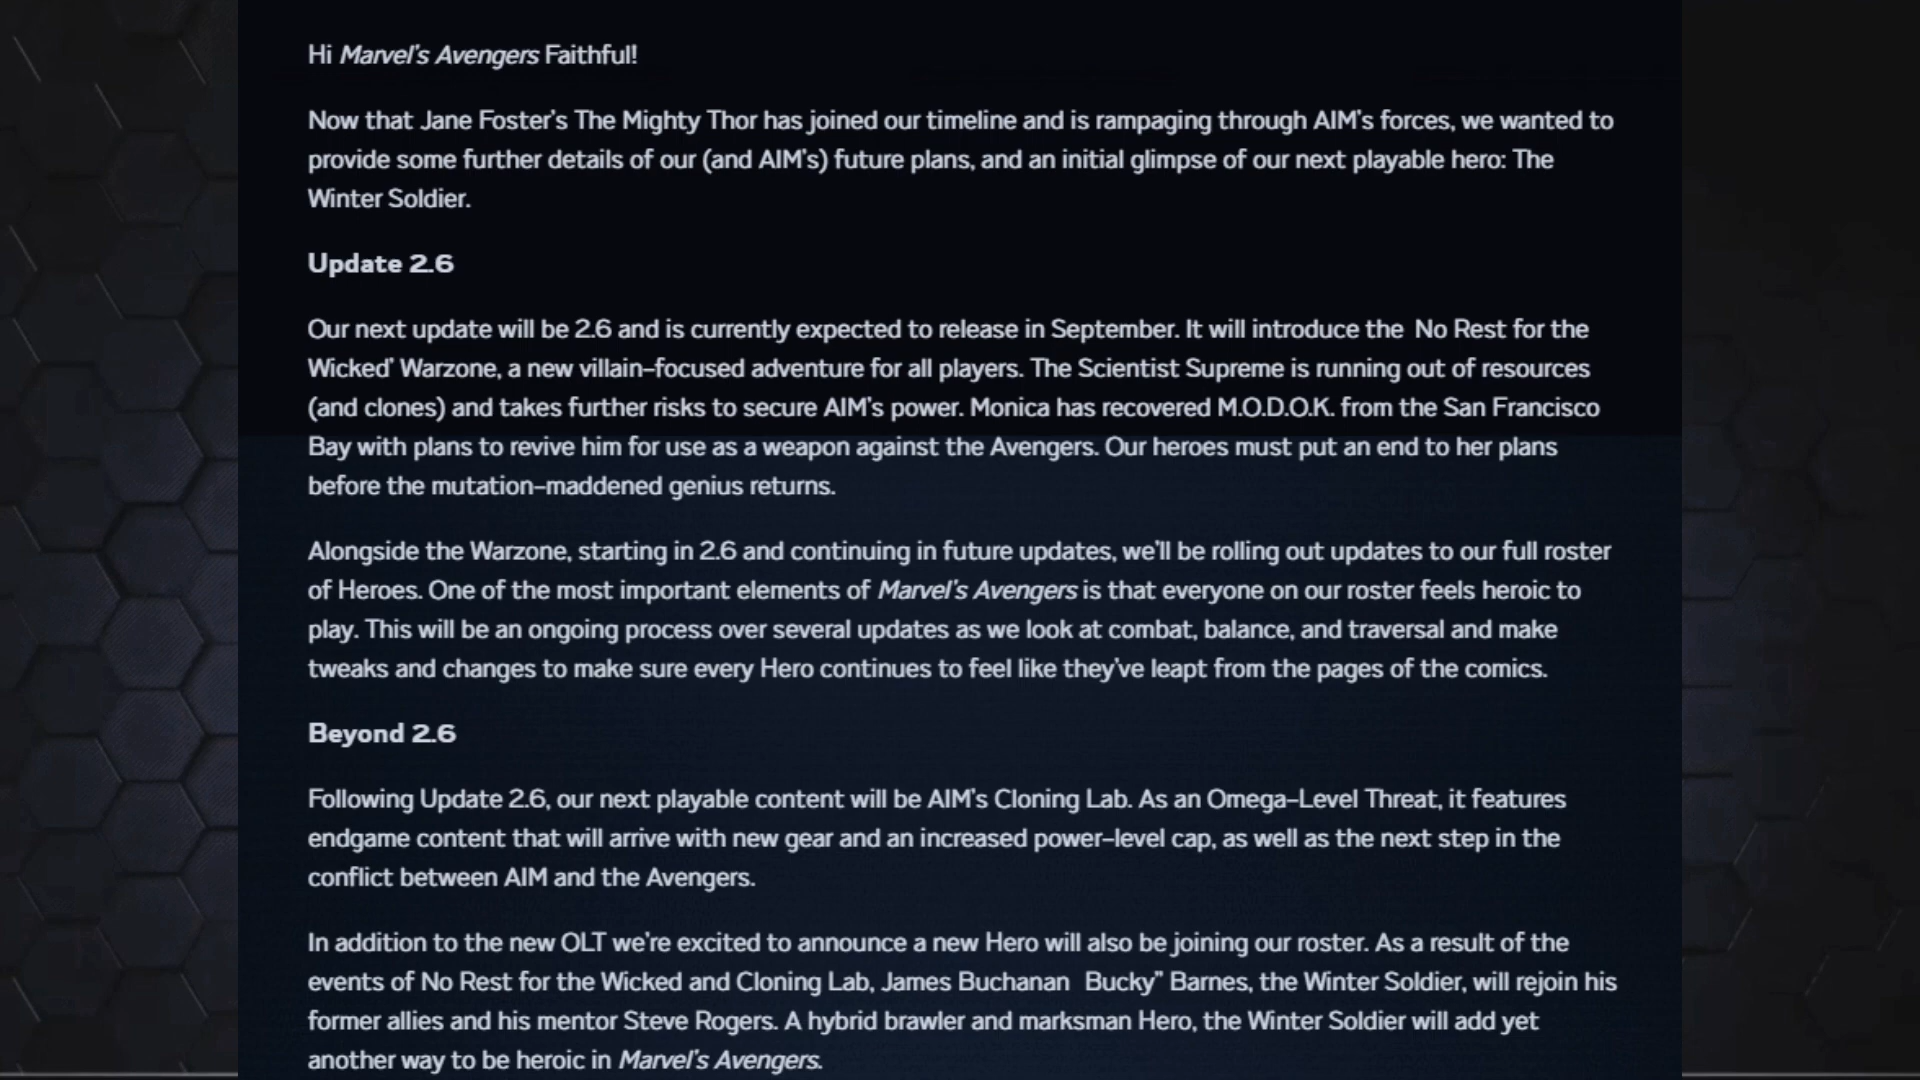 Hi Marvel's Avengers Faithful!
Now that Jane Foster's The Mighty Thor has joined our timeline and is rampaging through AIM's forces, we wanted to
provide some further details of our (and AIM's) future plans, and an initial glimpse of our next playable hero: The
Winter Soldier.
Update 2.6
Our next update will be 2.6 and is currently expected to release in September. It will introduce the  No Rest for the
Wicked' Warzone, a new villain–focused adventure for all players. The Scientist Supreme is running out of resources
(and clones) and takes further risks to secure AIM's power. Monica has recovered M.O.D.O.K. from the San Francisco
Bay with plans to revive him for use as a weapon against the Avengers. Our heroes must put an end to her plans
before the mutation–maddened genius returns.
Alongside the Warzone, starting in 2.6 and continuing in future updates, we'll be rolling out updates to our full roster
of Heroes. One of the most important elements of Marvel's Avengers is that everyone on our roster feels heroic to
play. This will be an ongoing process over several updates as we look at combat, balance, and traversal and make
tweaks and changes to make sure every Hero continues to feel like they've leapt from the pages of the comics.
Beyond 2.6
Following Update 2.6, our next playable content will be AIM's Cloning Lab. As an Omega–Level Threat, it features
endgame content that will arrive with new gear and an increased power–level cap, as well as the next step in the
conflict between AIM and the Avengers.
In addition to the new OLT we're excited to announce a new Hero will also be joining our roster. As a result of the
events of No Rest for the Wicked and Cloning Lab, James Buchanan  Bucky” Barnes, the Winter Soldier, will rejoin his
former allies and his mentor Steve Rogers. A hybrid brawler and marksman Hero, the Winter Soldier will add yet
another way to be heroic in Marvel's Avengers.